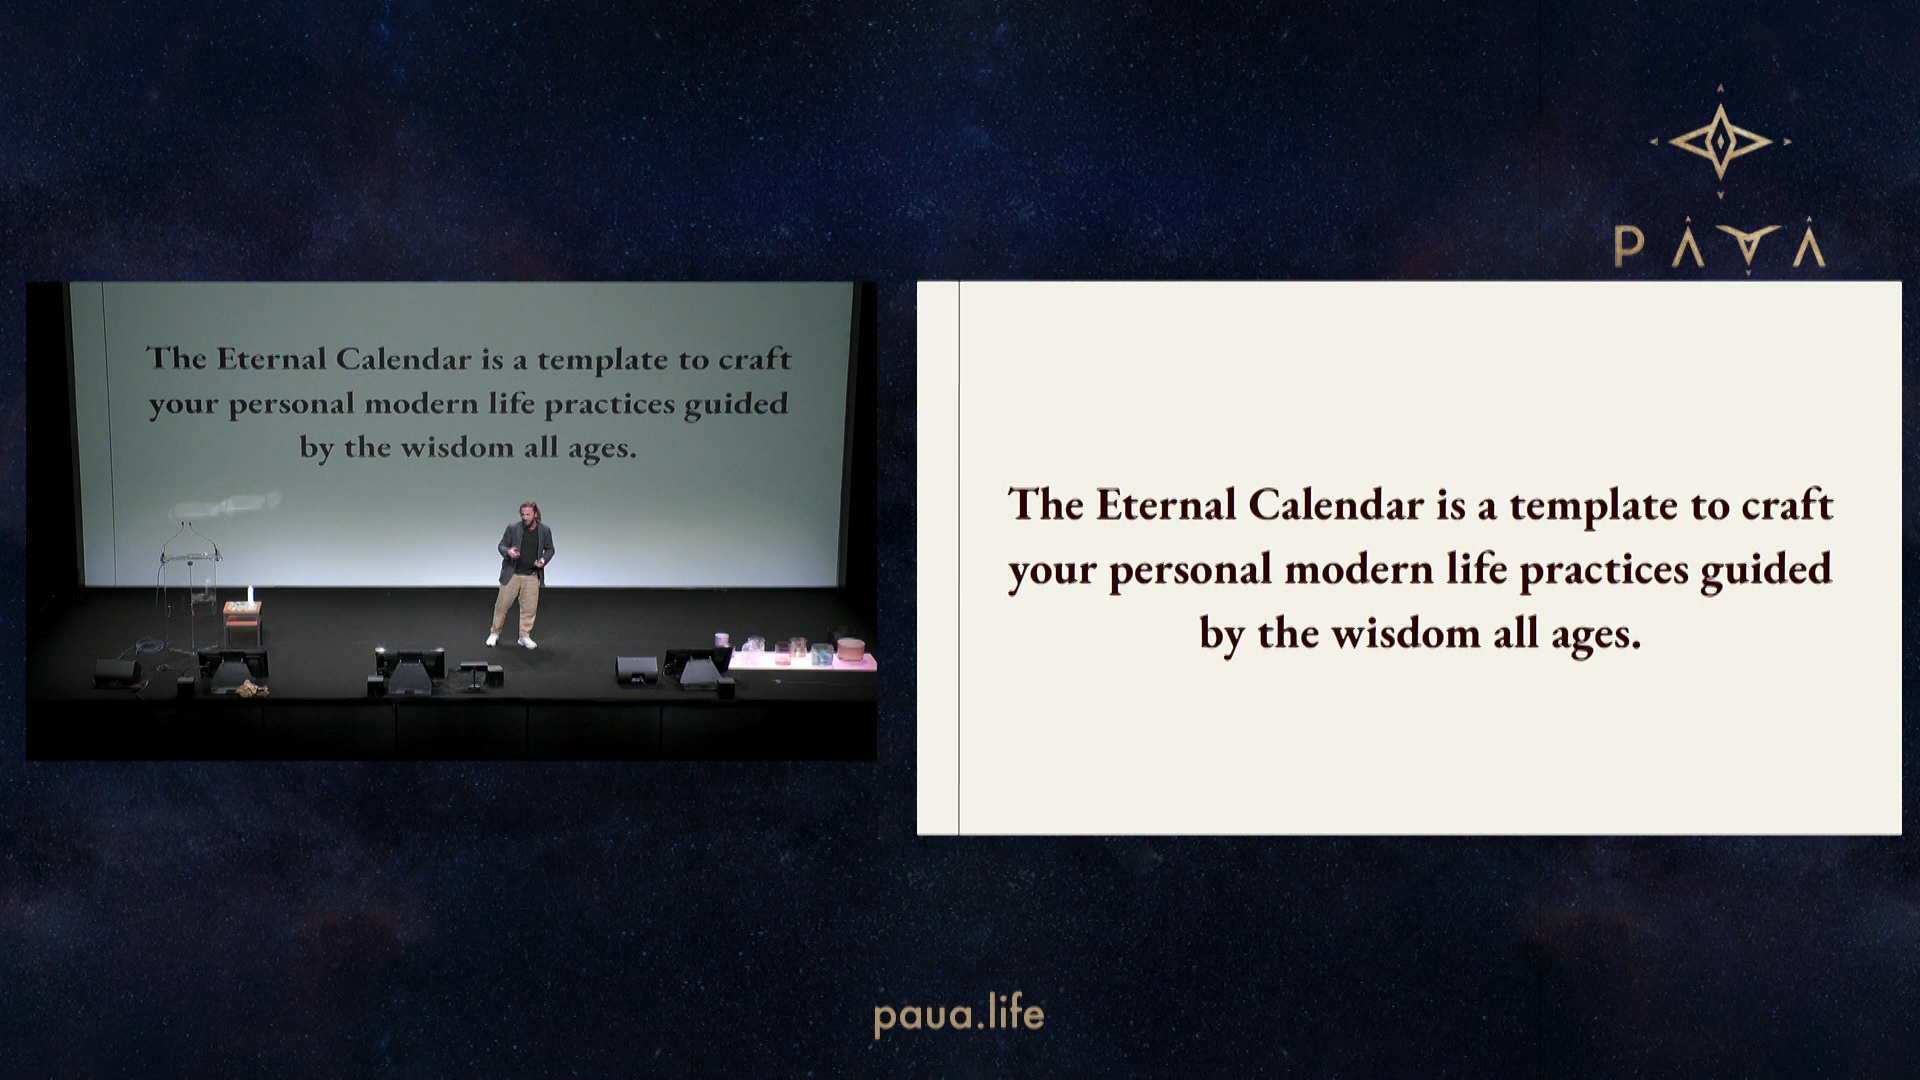 PAUA
The Eternal Calendar is a template to craft
your personal modern life practices guided
by the wisdom all ages.
The Eternal Calendar is a template to craft
your personal modern life practices guided
by the wisdom all ages.
paua.life